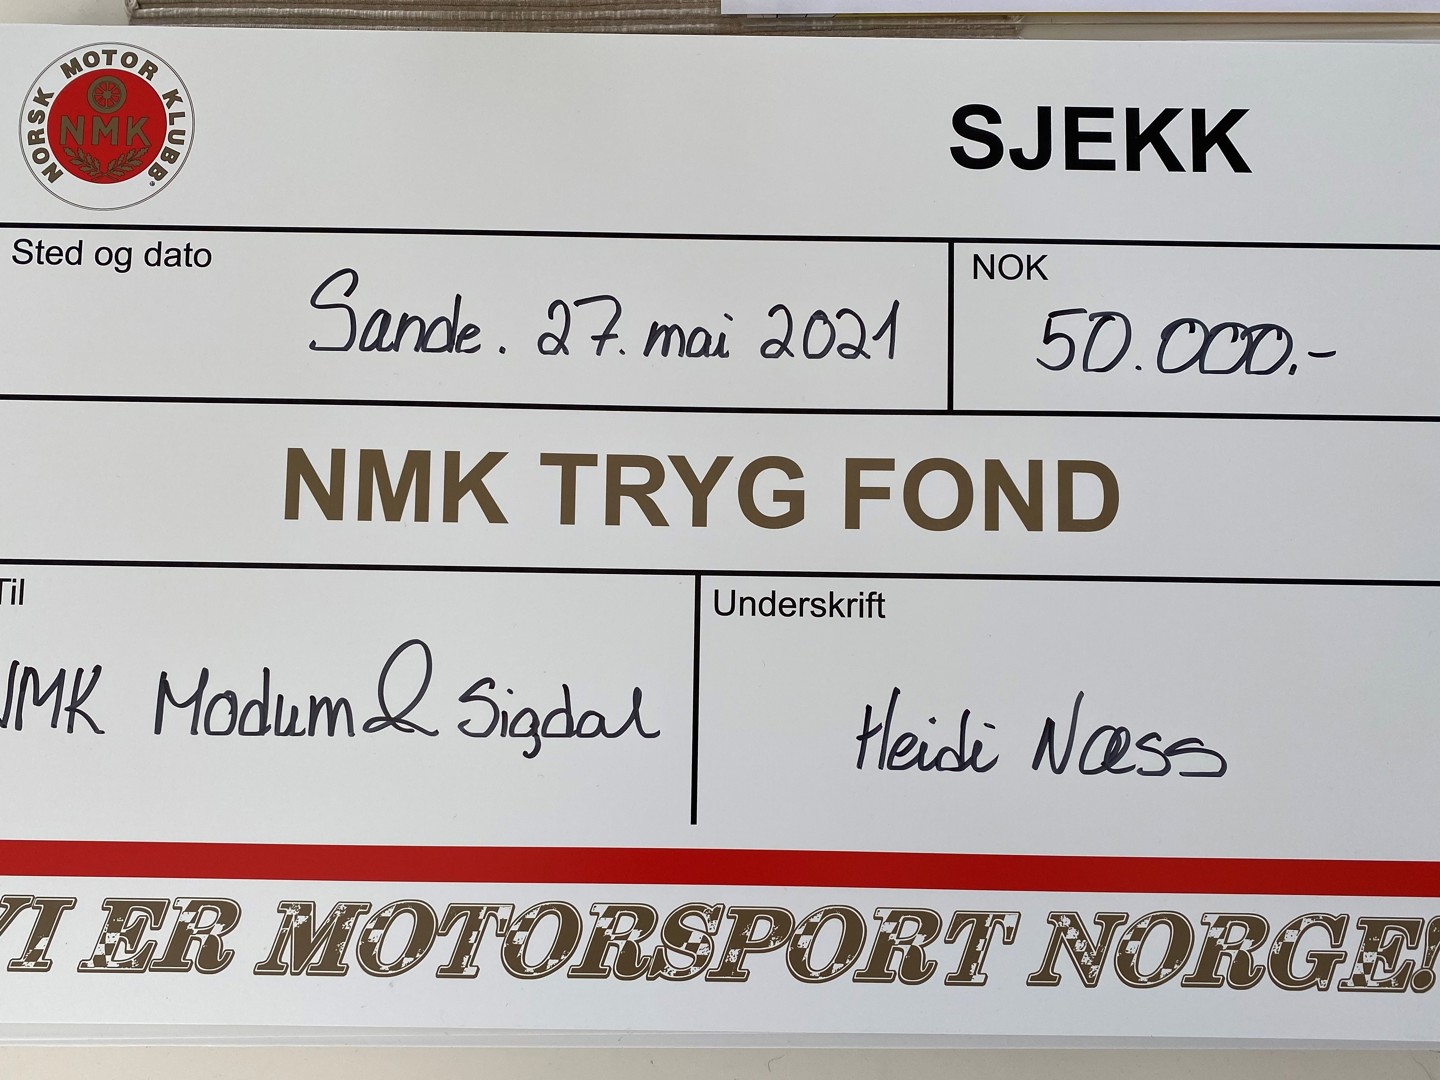 NORSK MOTOR KLUBB
NMK
SJEKK
Sted og dato
Sande. 27. mai 2021
NOK
50.000.-
NMK TRYG FOND
Til
NMK Modum & Sigdal
Underskrift
Heidi Næss
VI ER MOTORSPORT NORGE!